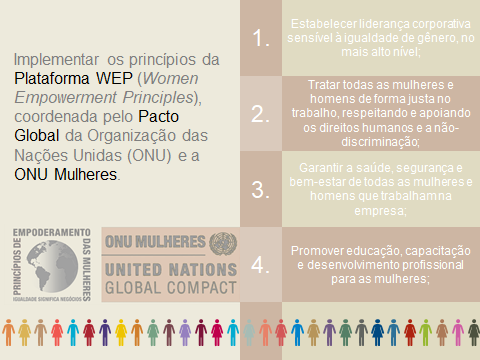 Implementar os princípios da
Plataforma WEP (Women
Empowerment Principles),
coordenada pelo Pacto
Global da Organização das
Nações Unidas (ONU) e a
ONU Mulheres.
PRINCÍPIOS DE
EMPODERAMENTO
DAS MULHERES
IGUALDADE SIGNIFICA NEGÓCIOS
ONU MULHERES
UNITED NATIONS
GLOBAL COMPACT
1.
Estabelecer liderança corporativa
sensível à igualdade de gênero, no
mais alto nível;
2.
Tratar todas as mulheres e
homens de forma justa no
trabalho, respeitando e apoiando
os direitos humanos e a não-
discriminação;
3.
Garantir a saúde, segurança e
bem-estar de todas as mulheres e
homens que trabalham na
empresa;
4.
Promover educação, capacitação
e desenvolvimento profissional
para as mulheres;